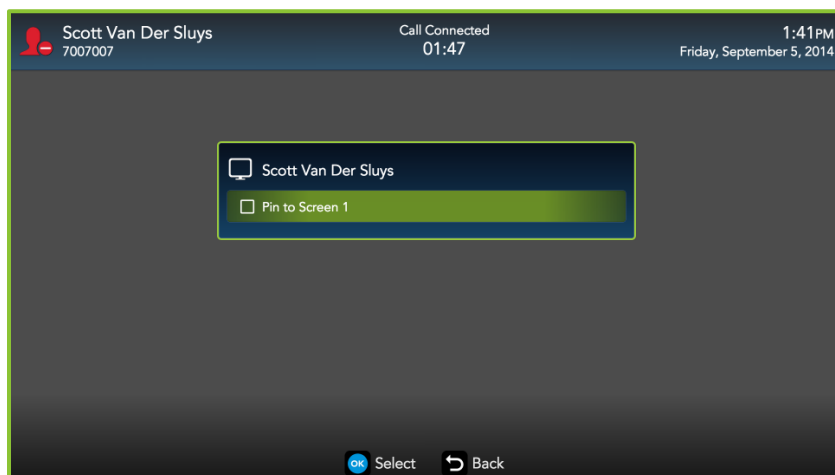 Scott Van Der Sluys
7007007
Call Connected
01:47
1:41PM
Friday, September 5, 2014
Scott Van Der Sluys
Pin to Screen 1
OK Select Back